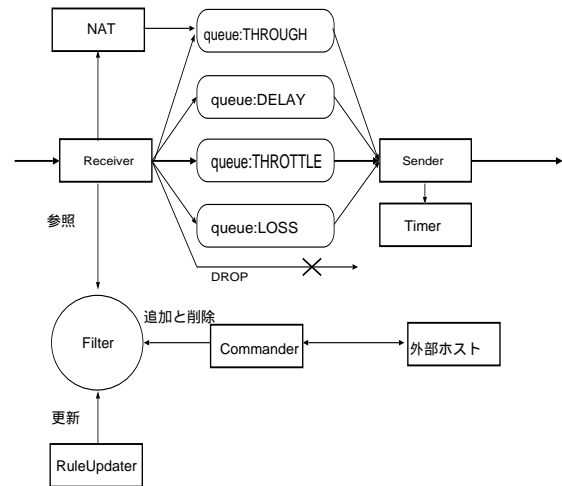 NAT
queue:THROUGH
queue:DELAY
Receiver
queue:THROTTLE
Sender
参照
queue:LOSS
Timer
DROP
追加と削除
Filter
Commander
外部ホスト
更新
RuleUpdater